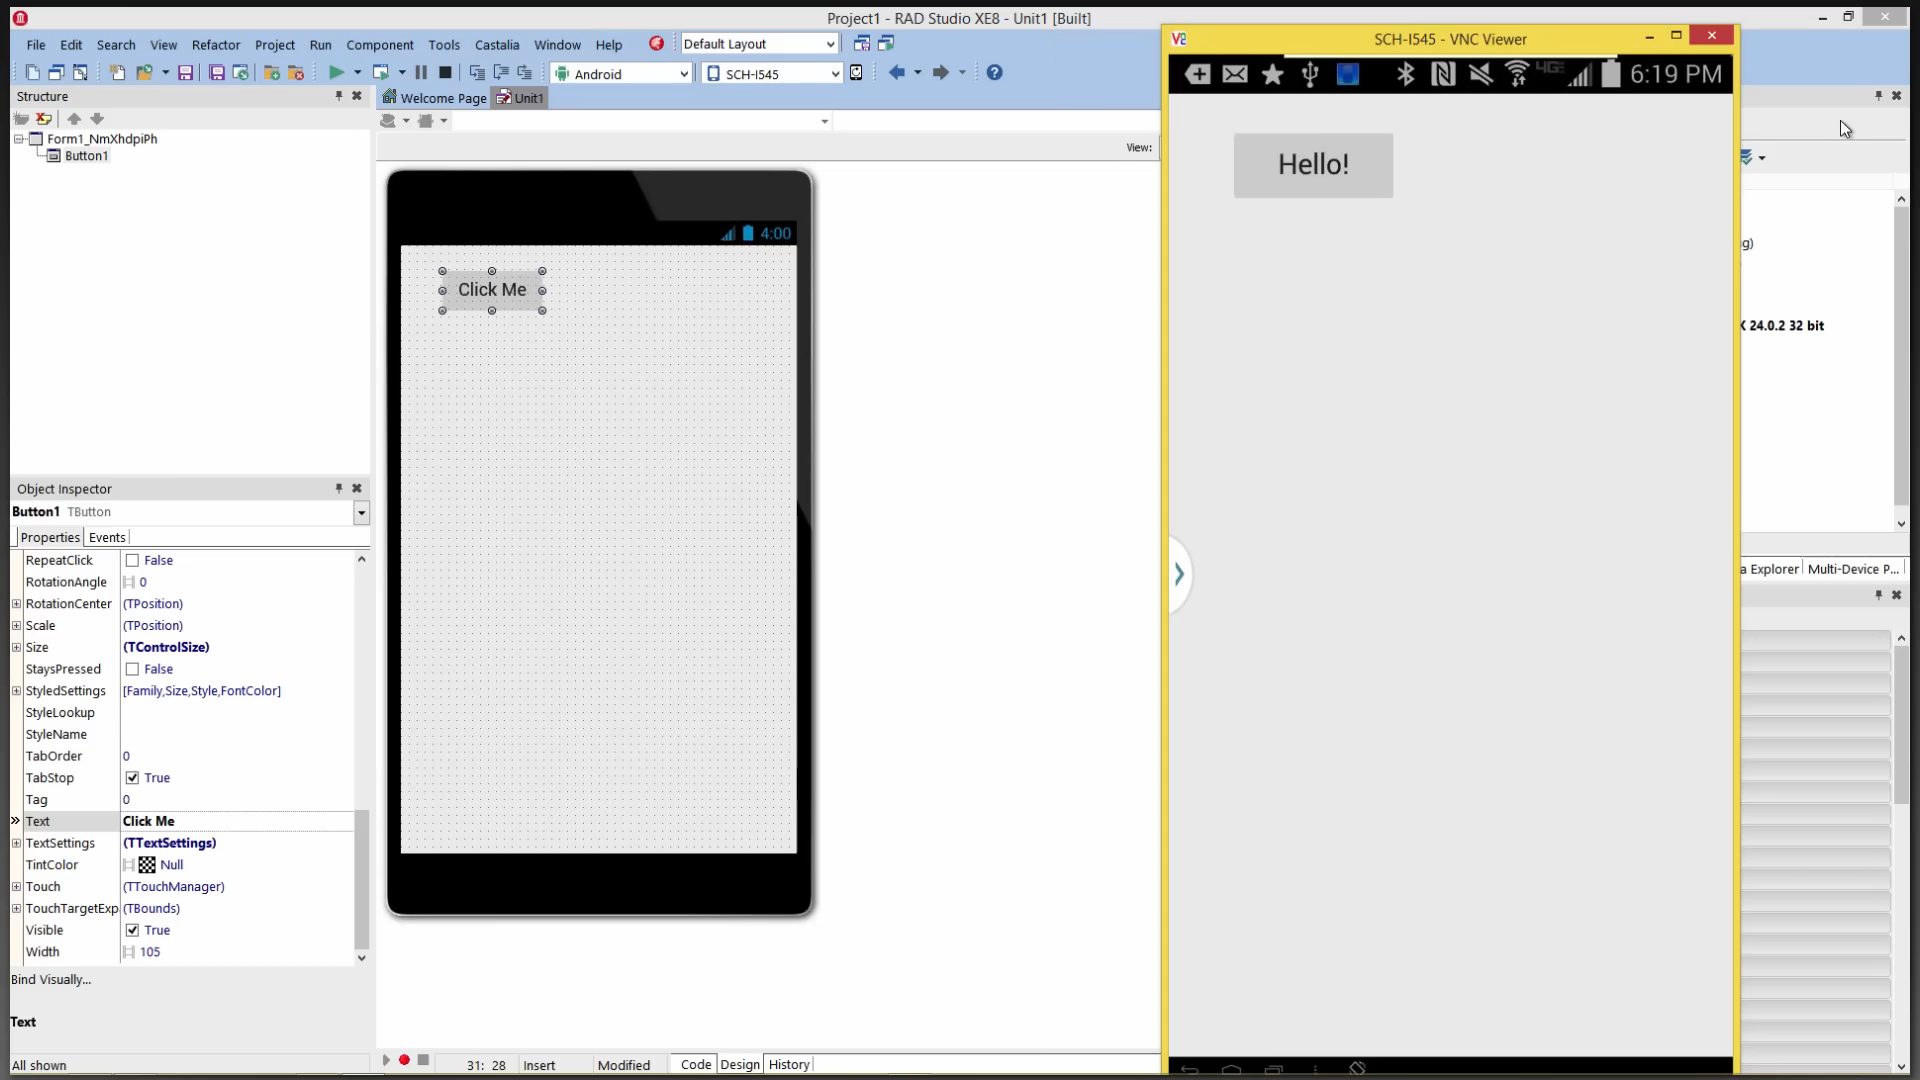 Project1 - RAD Studio XE8 - Unit1 [Built]
File Edit Search View Refactor Project Run Component Tools Castalia Window Help
Default Layout
Android
SCH-I545
Structure
Welcome Page
Unit1
Form1_NmXhdpiPh
Button1
View:
4:00
Click Me
Object Inspector
Button1 TButton
Properties Events
RepeatClick False
RotationAngle 0
RotationCenter (TPosition)
Scale (TPosition)
Size (TControlSize)
StaysPressed False
StyledSettings [Family,Size,Style,FontColor]
StyleLookup
StyleName
TabOrder 0
TabStop True
Tag 0
Text Click Me
TextSettings (TTextSettings)
TintColor Null
Touch (TTouchManager)
TouchTargetExp (TBounds)
Visible True
Width 105
Bind Visually...
Text
All shown
31: 28 Insert Modified Code Design History
SCH-I545 - VNC Viewer
4G
6:19 PM
Hello!
g)
X 24.0.2 32 bit
a Explorer Multi-Device P...